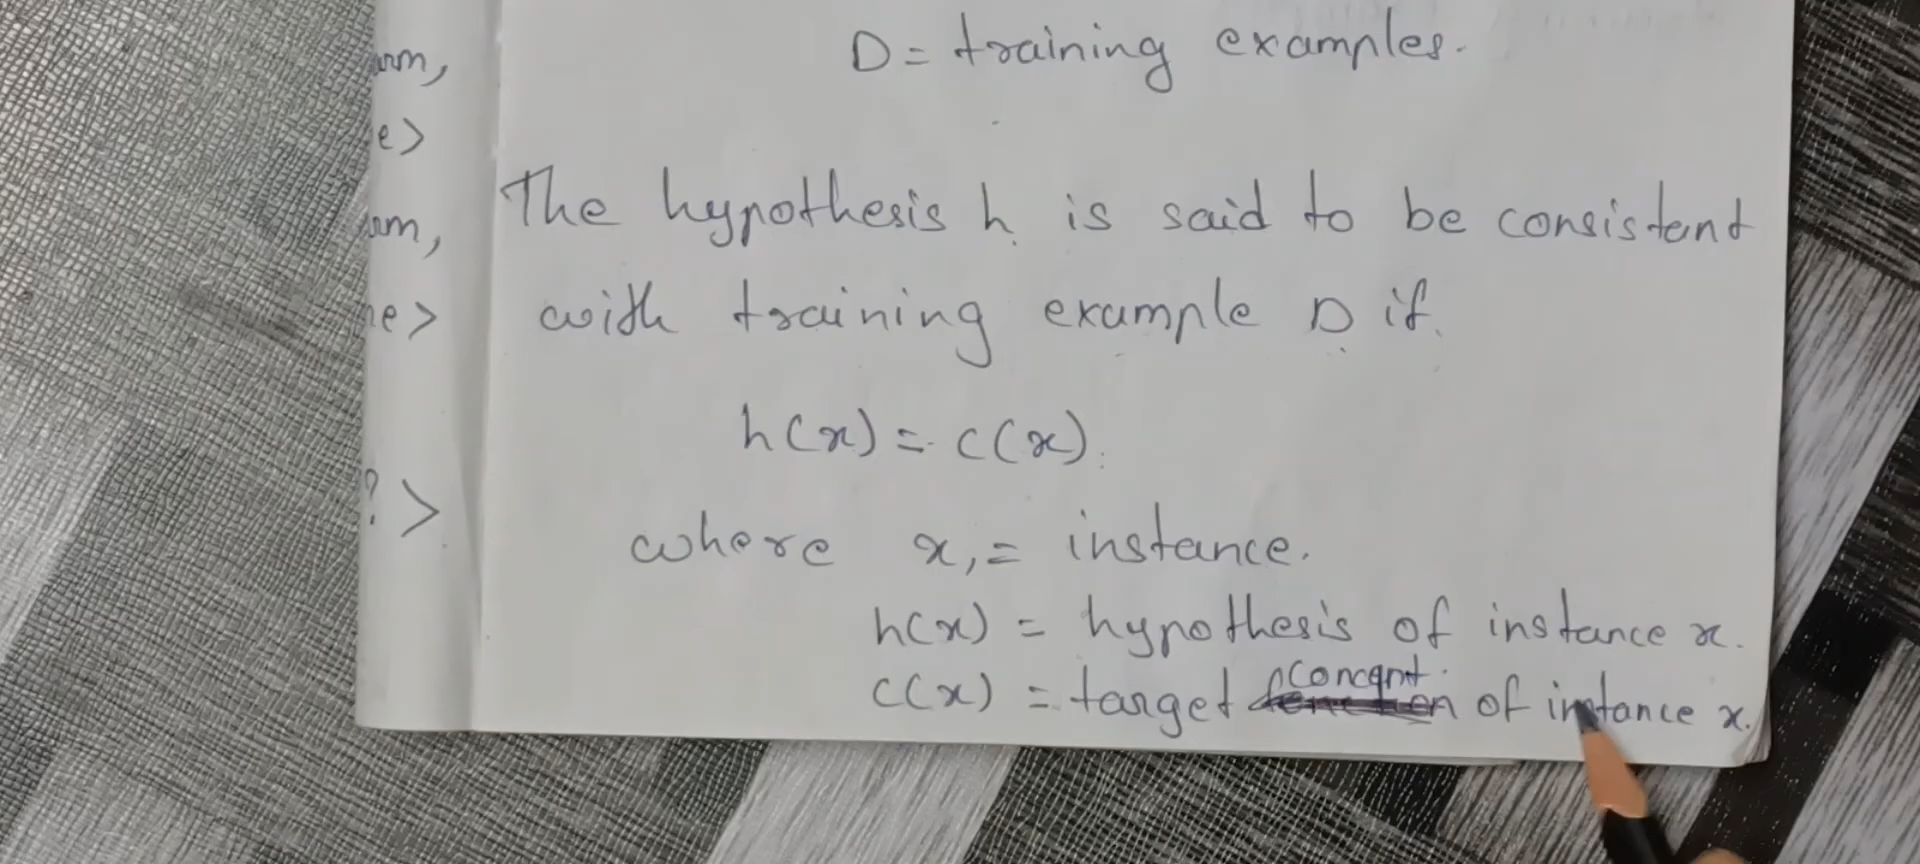 D = training examples.
The hypothesis h is said to be consistent
with training example D if.
h(x) = c(x).
where x, = instance.
h(x) = hypothesis of instance x.
c(x) = target concept of instance x.
?>